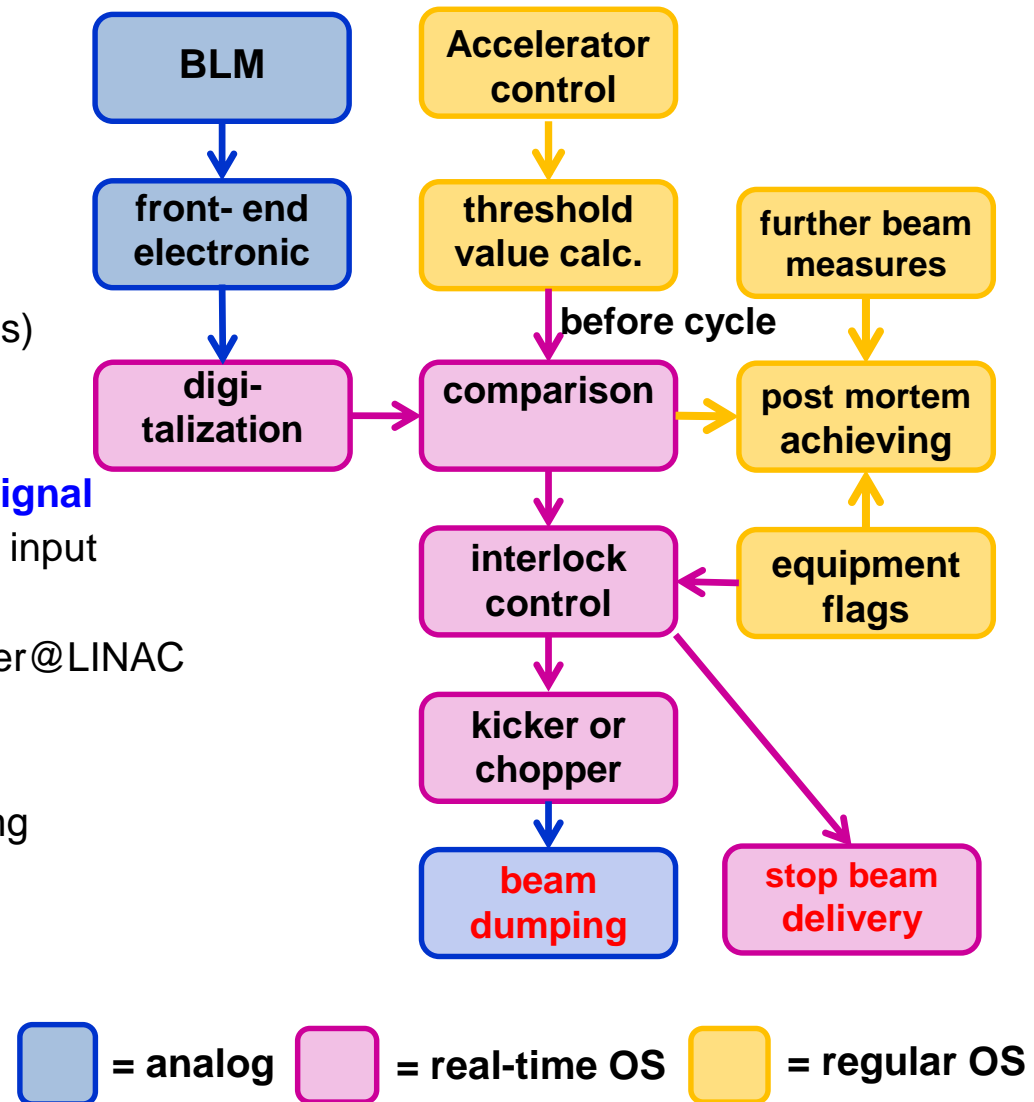 BLM
Accelerator
control
front- end
electronic
threshold
value calc.
further beam
measures
s)
before cycle
digi-
talization
comparison
post mortem
achieving
ignal
input
interlock
control
equipment
flags
er@LINAC
kicker or
chopper
ng
beam
dumping
stop beam
delivery
= analog
= real-time OS
= regular OS